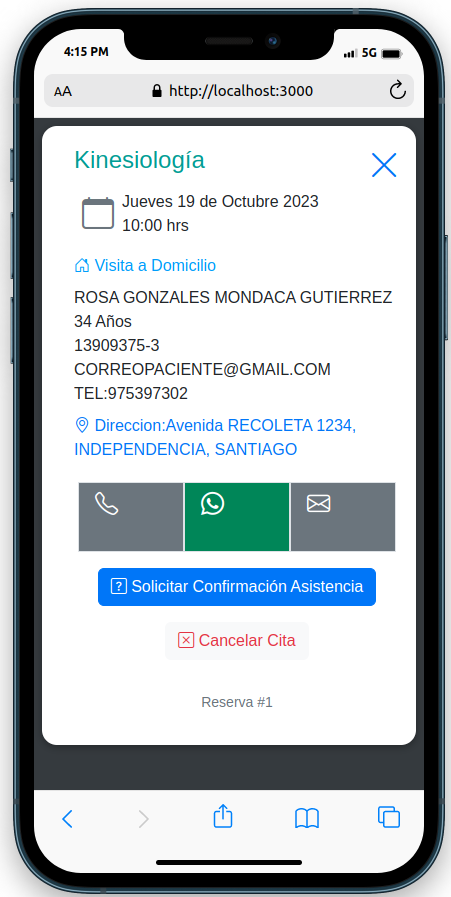 4:15 PM
5G
AA
http://localhost:3000
Kinesiología
Jueves 19 de Octubre 2023
10:00 hrs
Visita a Domicilio
ROSA GONZALES MONDACA GUTIERREZ
34 Años
13909375-3
CORREOPACIENTE@GMAIL.COM
TEL:975397302
Direccion:Avenida RECOLETA 1234,
INDEPENDENCIA, SANTIAGO
Solicitar Confirmación Asistencia
Cancelar Cita
Reserva #1